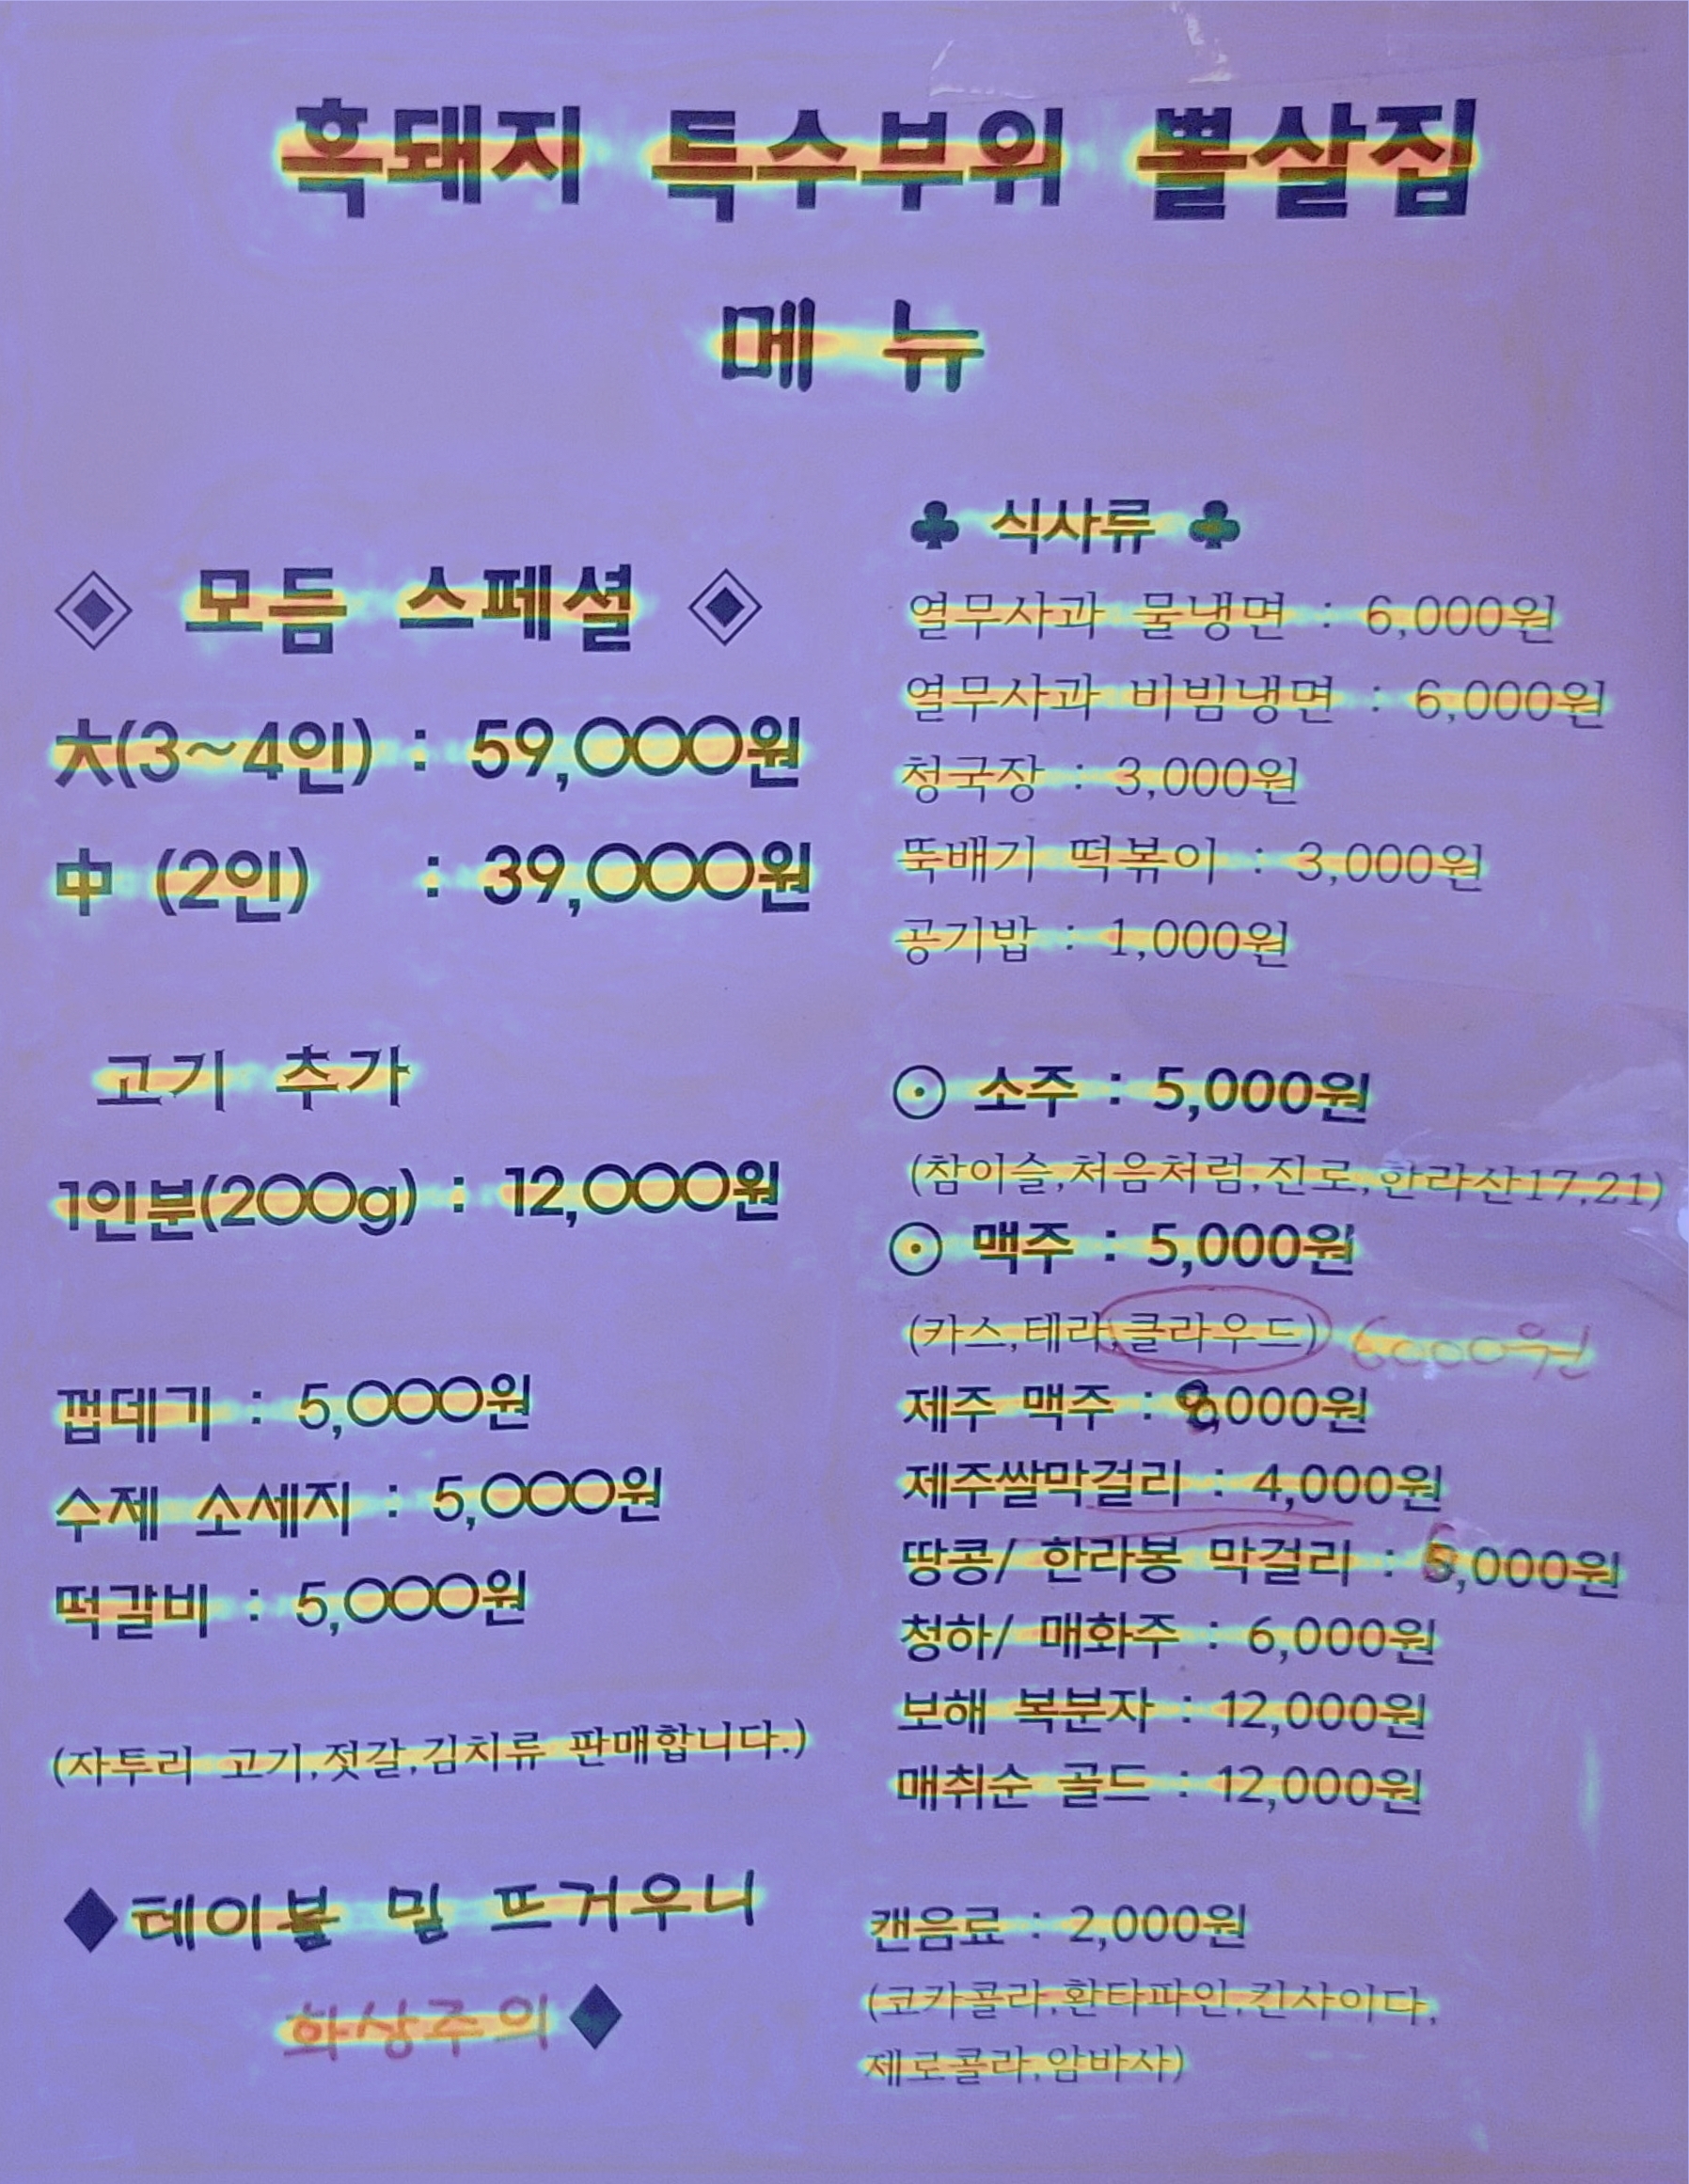 흑돼지 특수부위 뽈살집
메 뉴
◈ 모듬 스페셜 ◈
大(3~4인) : 59,000원
中 (2인) : 39,000원
고기 추가
1인분(200g) : 12,000원
껍데기 : 5,000원
수제 소세지 : 5,000원
떡갈비 : 5,000원
(자투리 고기,젓갈,김치류 판매합니다.)
◆테이블 밑 뜨거우니
화상주의◆
♣ 식사류 ♣
열무사과 물냉면 : 6,000원
열무사과 비빔냉면 : 6,000원
청국장 : 3,000원
뚝배기 떡볶이 : 3,000원
공기밥 : 1,000원
⊙ 소주 : 5,000원
(참이슬,처음처럼,진로,한라산17,21)
⊙ 맥주 : 5,000원
(카스,테라,클라우드) 6000원
제주 맥주 :
제주쌀막걸리 : 4,000원
땅콩/ 한라봉 막걸리 :
청하/ 매화주 : 6,000원
보해 복분자 : 12,000원
매취순 골드 : 12,000원
캔음료 : 2,000원
(코카콜라,환타파인,킨사이다,
제로콜라,암바사)